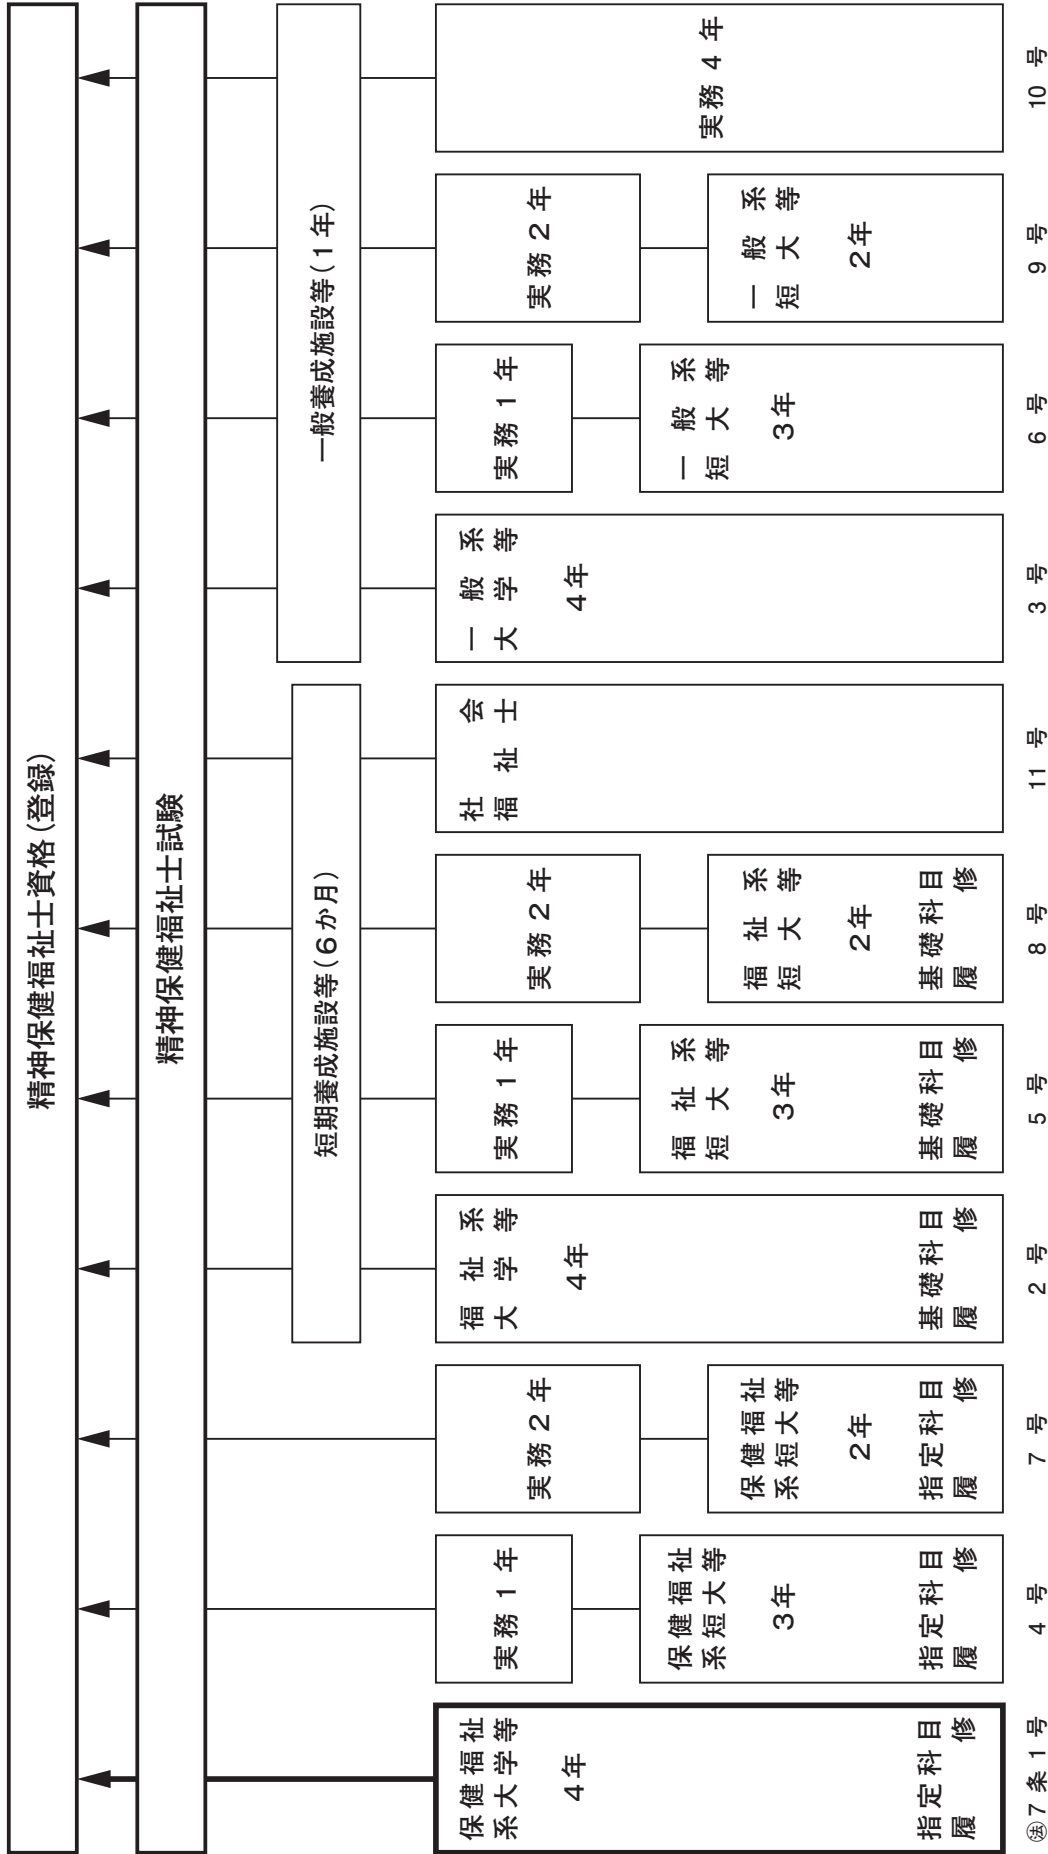 精神保健福祉士資格(登録)
精神保健福祉士試験
短期養成施設等(6か月)
一般養成施設等(1年)
保健福祉
系大学等
4年
指定科目
履修
㊑7条1号
実務1年
保健福祉
系短大等
3年
指定科目
履修
4号
実務2年
保健福祉
系短大等
2年
指定科目
履修
7号
福祉系
大学等
4年
基礎科目
履修
2号
実務1年
福祉系
短大等
3年
基礎科目
履修
5号
実務2年
福祉系
短大等
2年
基礎科目
履修
8号
社会
福祉士
11号
一般系
大学等
4年
3号
実務1年
一般系
短大等
3年
6号
実務2年
一般系
短大等
2年
9号
実務4年
10号